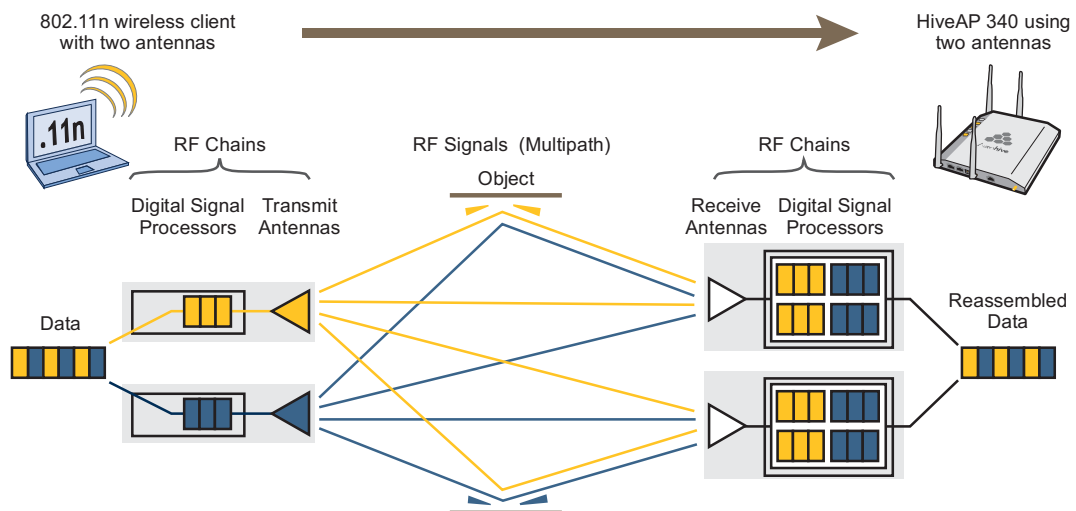 802.11n wireless client
with two antennas
HiveAP 340 using
two antennas
.11n
RF Chains
RF Signals (Multipath)
RF Chains
Object
Digital Signal
Processors
Transmit
Antennas
Receive
Antennas
Digital Signal
Processors
Data
Reassembled
Data